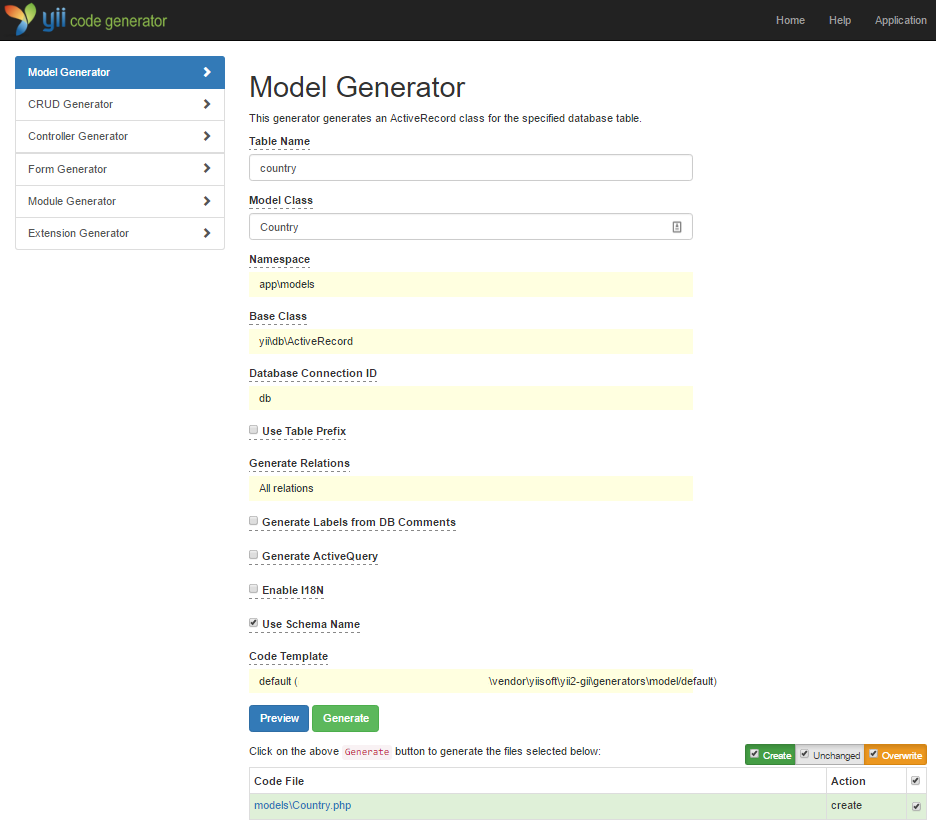 yii code generator
Home Help Application
Model Generator
CRUD Generator
Controller Generator
Form Generator
Module Generator
Extension Generator
Model Generator
This generator generates an ActiveRecord class for the specified database table.
Table Name
country
Model Class
Country
Namespace
app\models
Base Class
yii\db\ActiveRecord
Database Connection ID
db
Use Table Prefix
Generate Relations
All relations
Generate Labels from DB Comments
Generate ActiveQuery
Enable I18N
Use Schema Name
Code Template
default ( \vendor\yiisoft\yii2-gii\generators\model/default)
Preview Generate
Click on the above Generate button to generate the files selected below:
Create Unchanged Overwrite
Code File Action
models\Country.php create